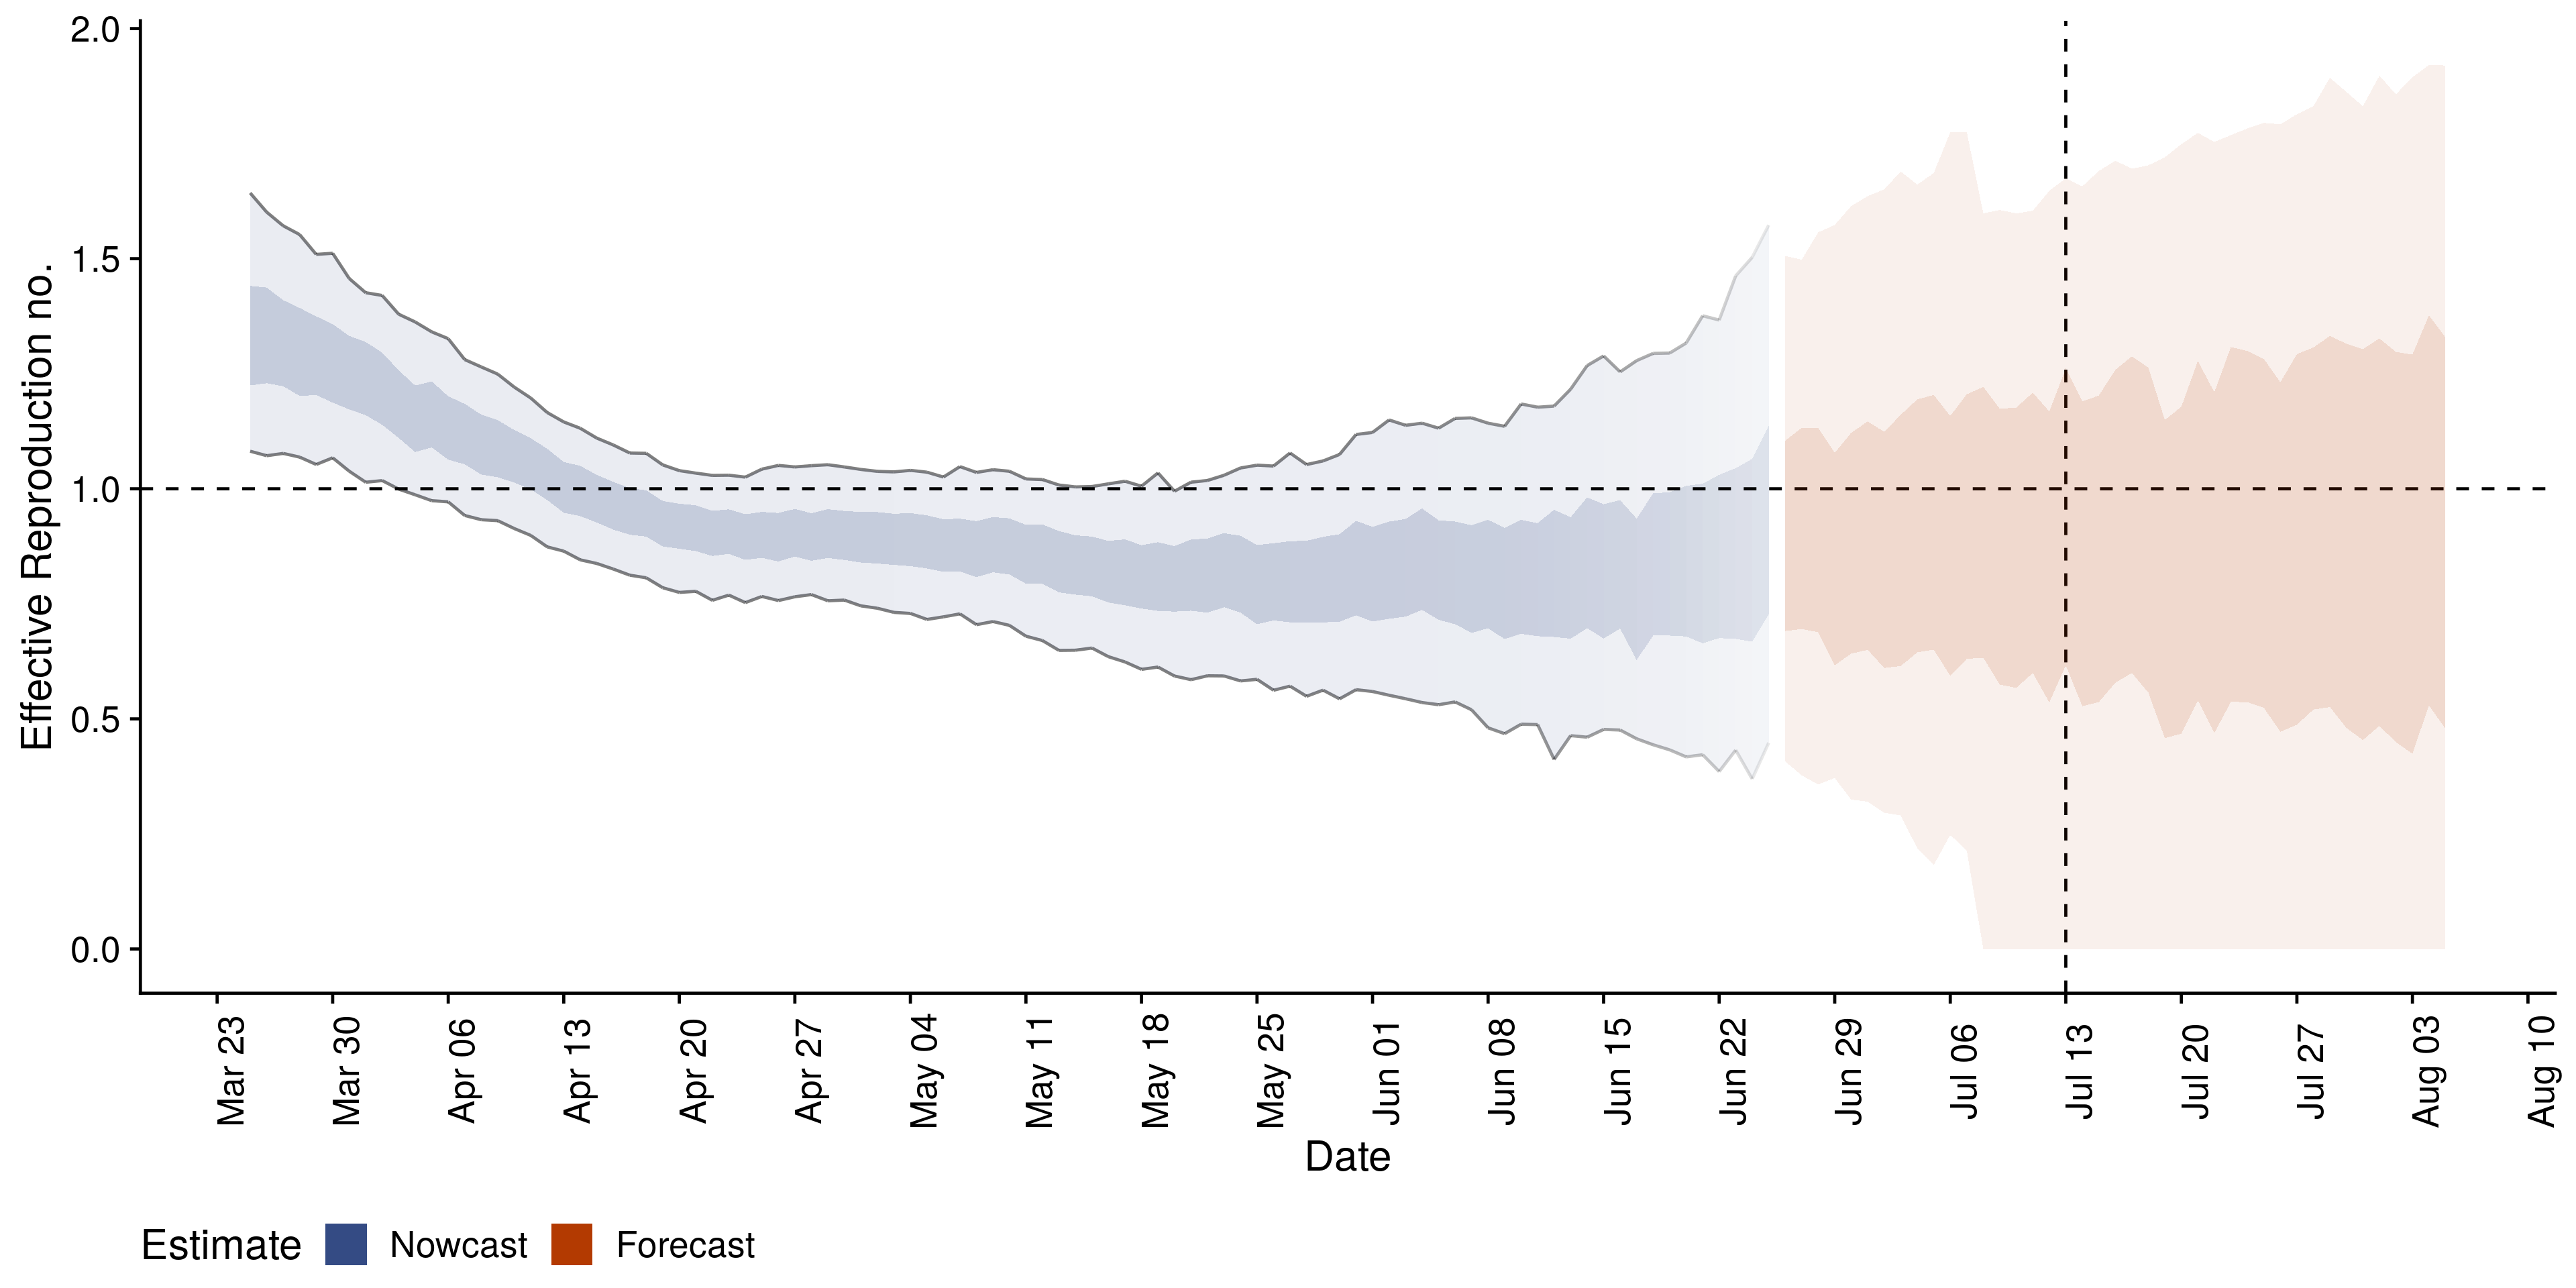 Effective Reproduction no.
2.0
1.5
1.0
0.5
0.0
Mar 23
Mar 30
Apr 06
Apr 13
Apr 20
Apr 27
May 04
May 11
May 18
May 25
Jun 01
Jun 08
Jun 15
Jun 22
Jun 29
Jul 06
Jul 13
Jul 20
Jul 27
Aug 03
Aug 10
Date
Estimate Nowcast Forecast